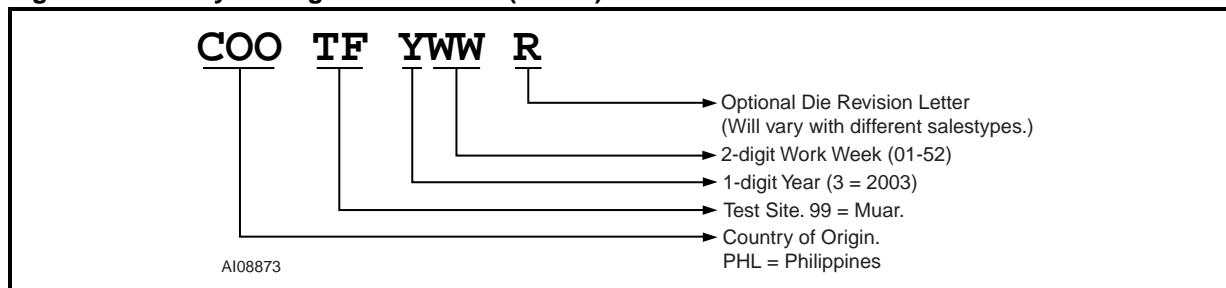 COO TF YWW R
Optional Die Revision Letter
(Will vary with different salestypes.)
2-digit Work Week (01-52)
1-digit Year (3 = 2003)
Test Site. 99 = Muar.
Country of Origin.
PHL = Philippines
AI08873